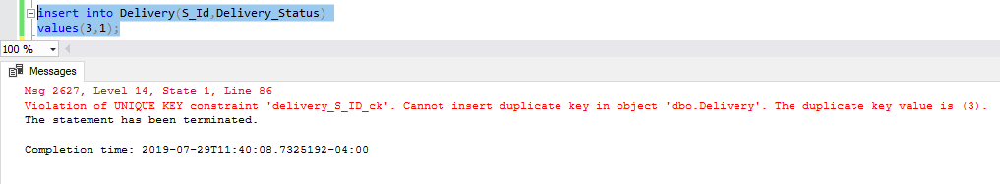 insert into Delivery(S_Id,Delivery_Status)
values(3,1);
100 %
Messages
Msg 2627, Level 14, State 1, Line 86
Violation of UNIQUE KEY constraint 'delivery_S_ID_ck'. Cannot insert duplicate key in object 'dbo.Delivery'. The duplicate key value is (3).
The statement has been terminated.
Completion time: 2019-07-29T11:40:08.7325192-04:00